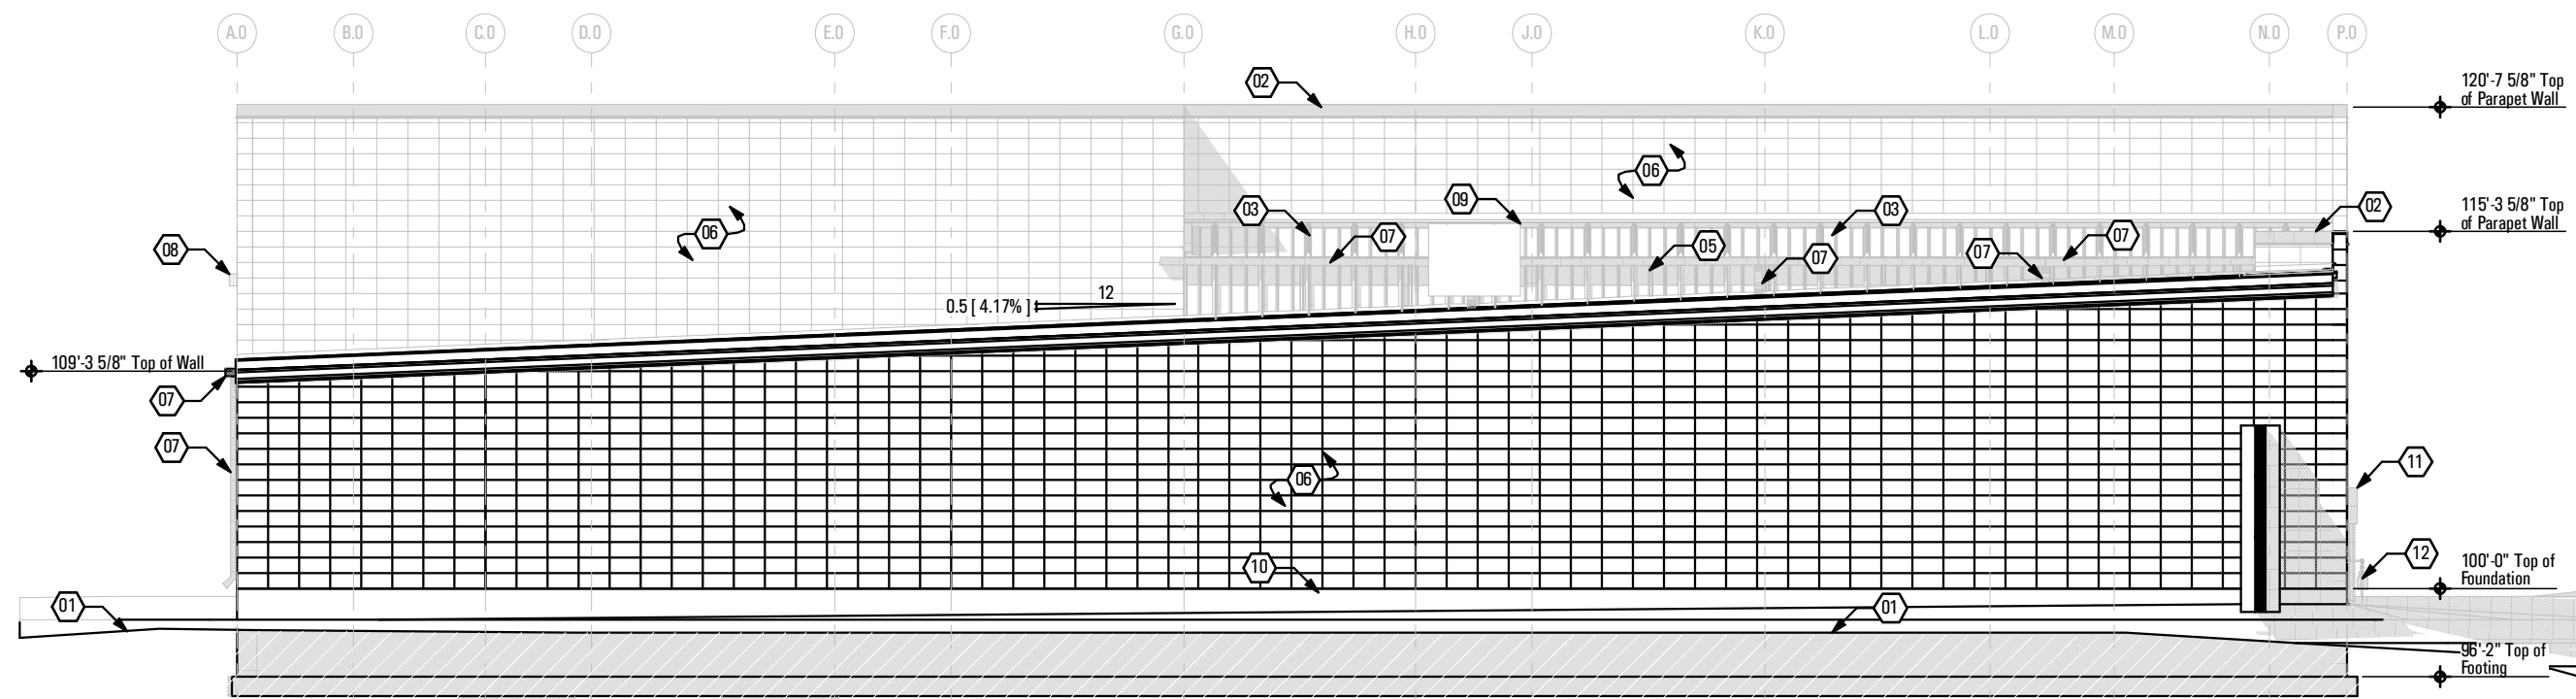 A.0 B.0 C.0 D.0 E.0 F.0 G.0 H.0 J.0 K.0 L.0 M.0 N.0 P.0
02
120'-7 5/8" Top
of Parapet Wall
06
03
09
03
02
115'-3 5/8" Top
of Parapet Wall
08
06
07
05
07
07
07
12
0.5 [ 4.17% ]
109'-3 5/8" Top of Wall
07
07
06
11
10
12
100'-0" Top of
Foundation
01
01
96'-2" Top of
Footing